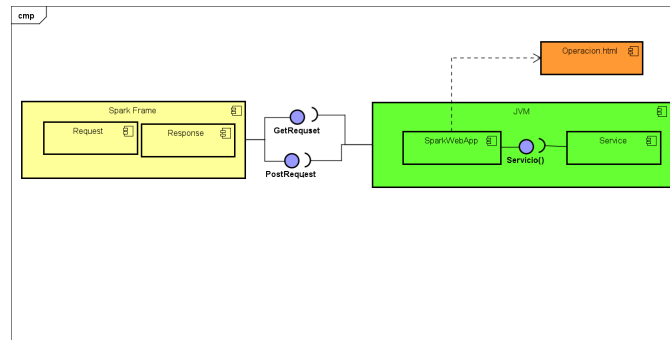 cmp
Operacion.html
Spark Frame
Request
Response
GetRequset
PostRequest
JVM
SparkWebApp
Servicio()
Service